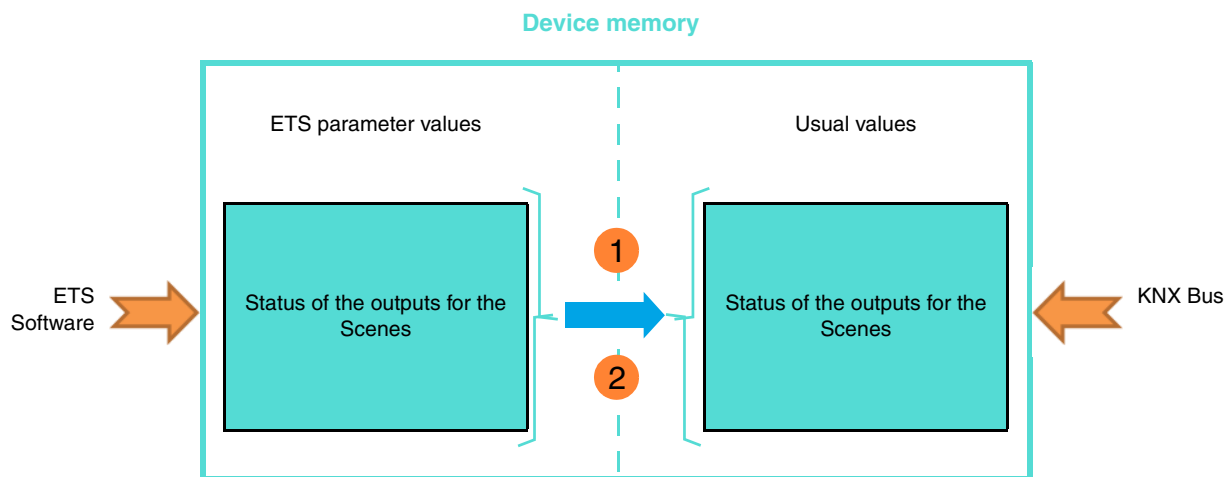 Device memory
ETS parameter values
Usual values
1
ETS
Software
Status of the outputs for the
Scenes
Status of the outputs for the
Scenes
KNX Bus
2